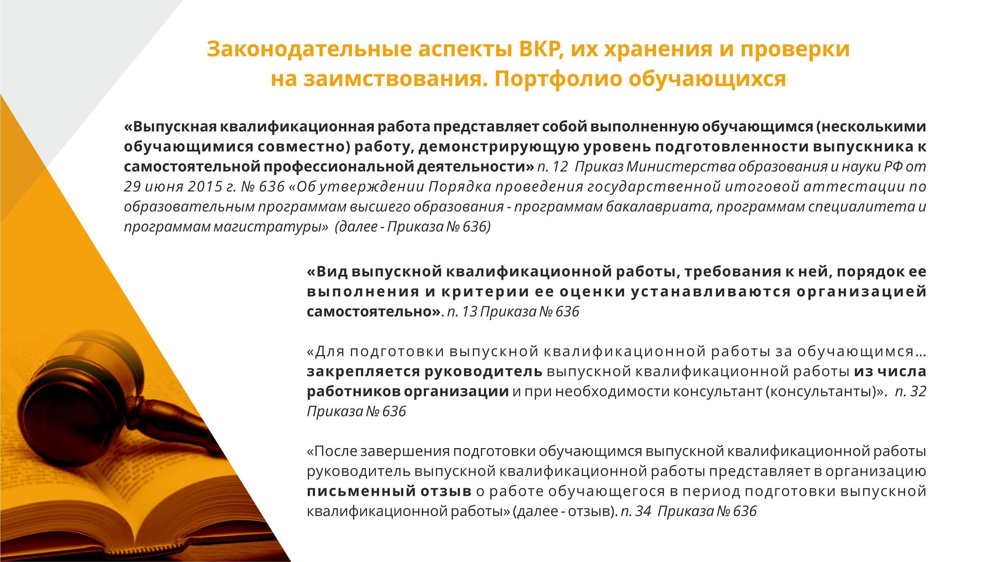 Законодательные аспекты ВКР, их хранения и проверки
на заимствования. Портфолио обучающихся
«Выпускная квалификационная работа представляет собой выполненную обучающимся (несколькими
обучающимися совместно) работу, демонстрирующую уровень подготовленности выпускника к
самостоятельной профессиональной деятельности» п. 12 Приказ Министерства образования и науки РФ от
29 июня 2015 г. № 636 «Об утверждении Порядка проведения государственной итоговой аттестации по
образовательным программам высшего образования - программам бакалавриата, программам специалитета и
программам магистратуры» (далее - Приказа № 636)
«Вид выпускной квалификационной работы, требования к ней, порядок ее
выполнения и критерии ее оценки устанавливаются организацией
самостоятельно». п. 13 Приказа № 636
«Для подготовки выпускной квалификационной работы за обучающимся...
закрепляется руководитель выпускной квалификационной работы из числа
работников организации и при необходимости консультант (консультанты)». п. 32
Приказа № 636
«После завершения подготовки обучающимся выпускной квалификационной работы
руководитель выпускной квалификационной работы представляет в организацию
письменный отзыв о работе обучающегося в период подготовки выпускной
квалификационной работы» (далее - отзыв). п. 34 Приказа № 636